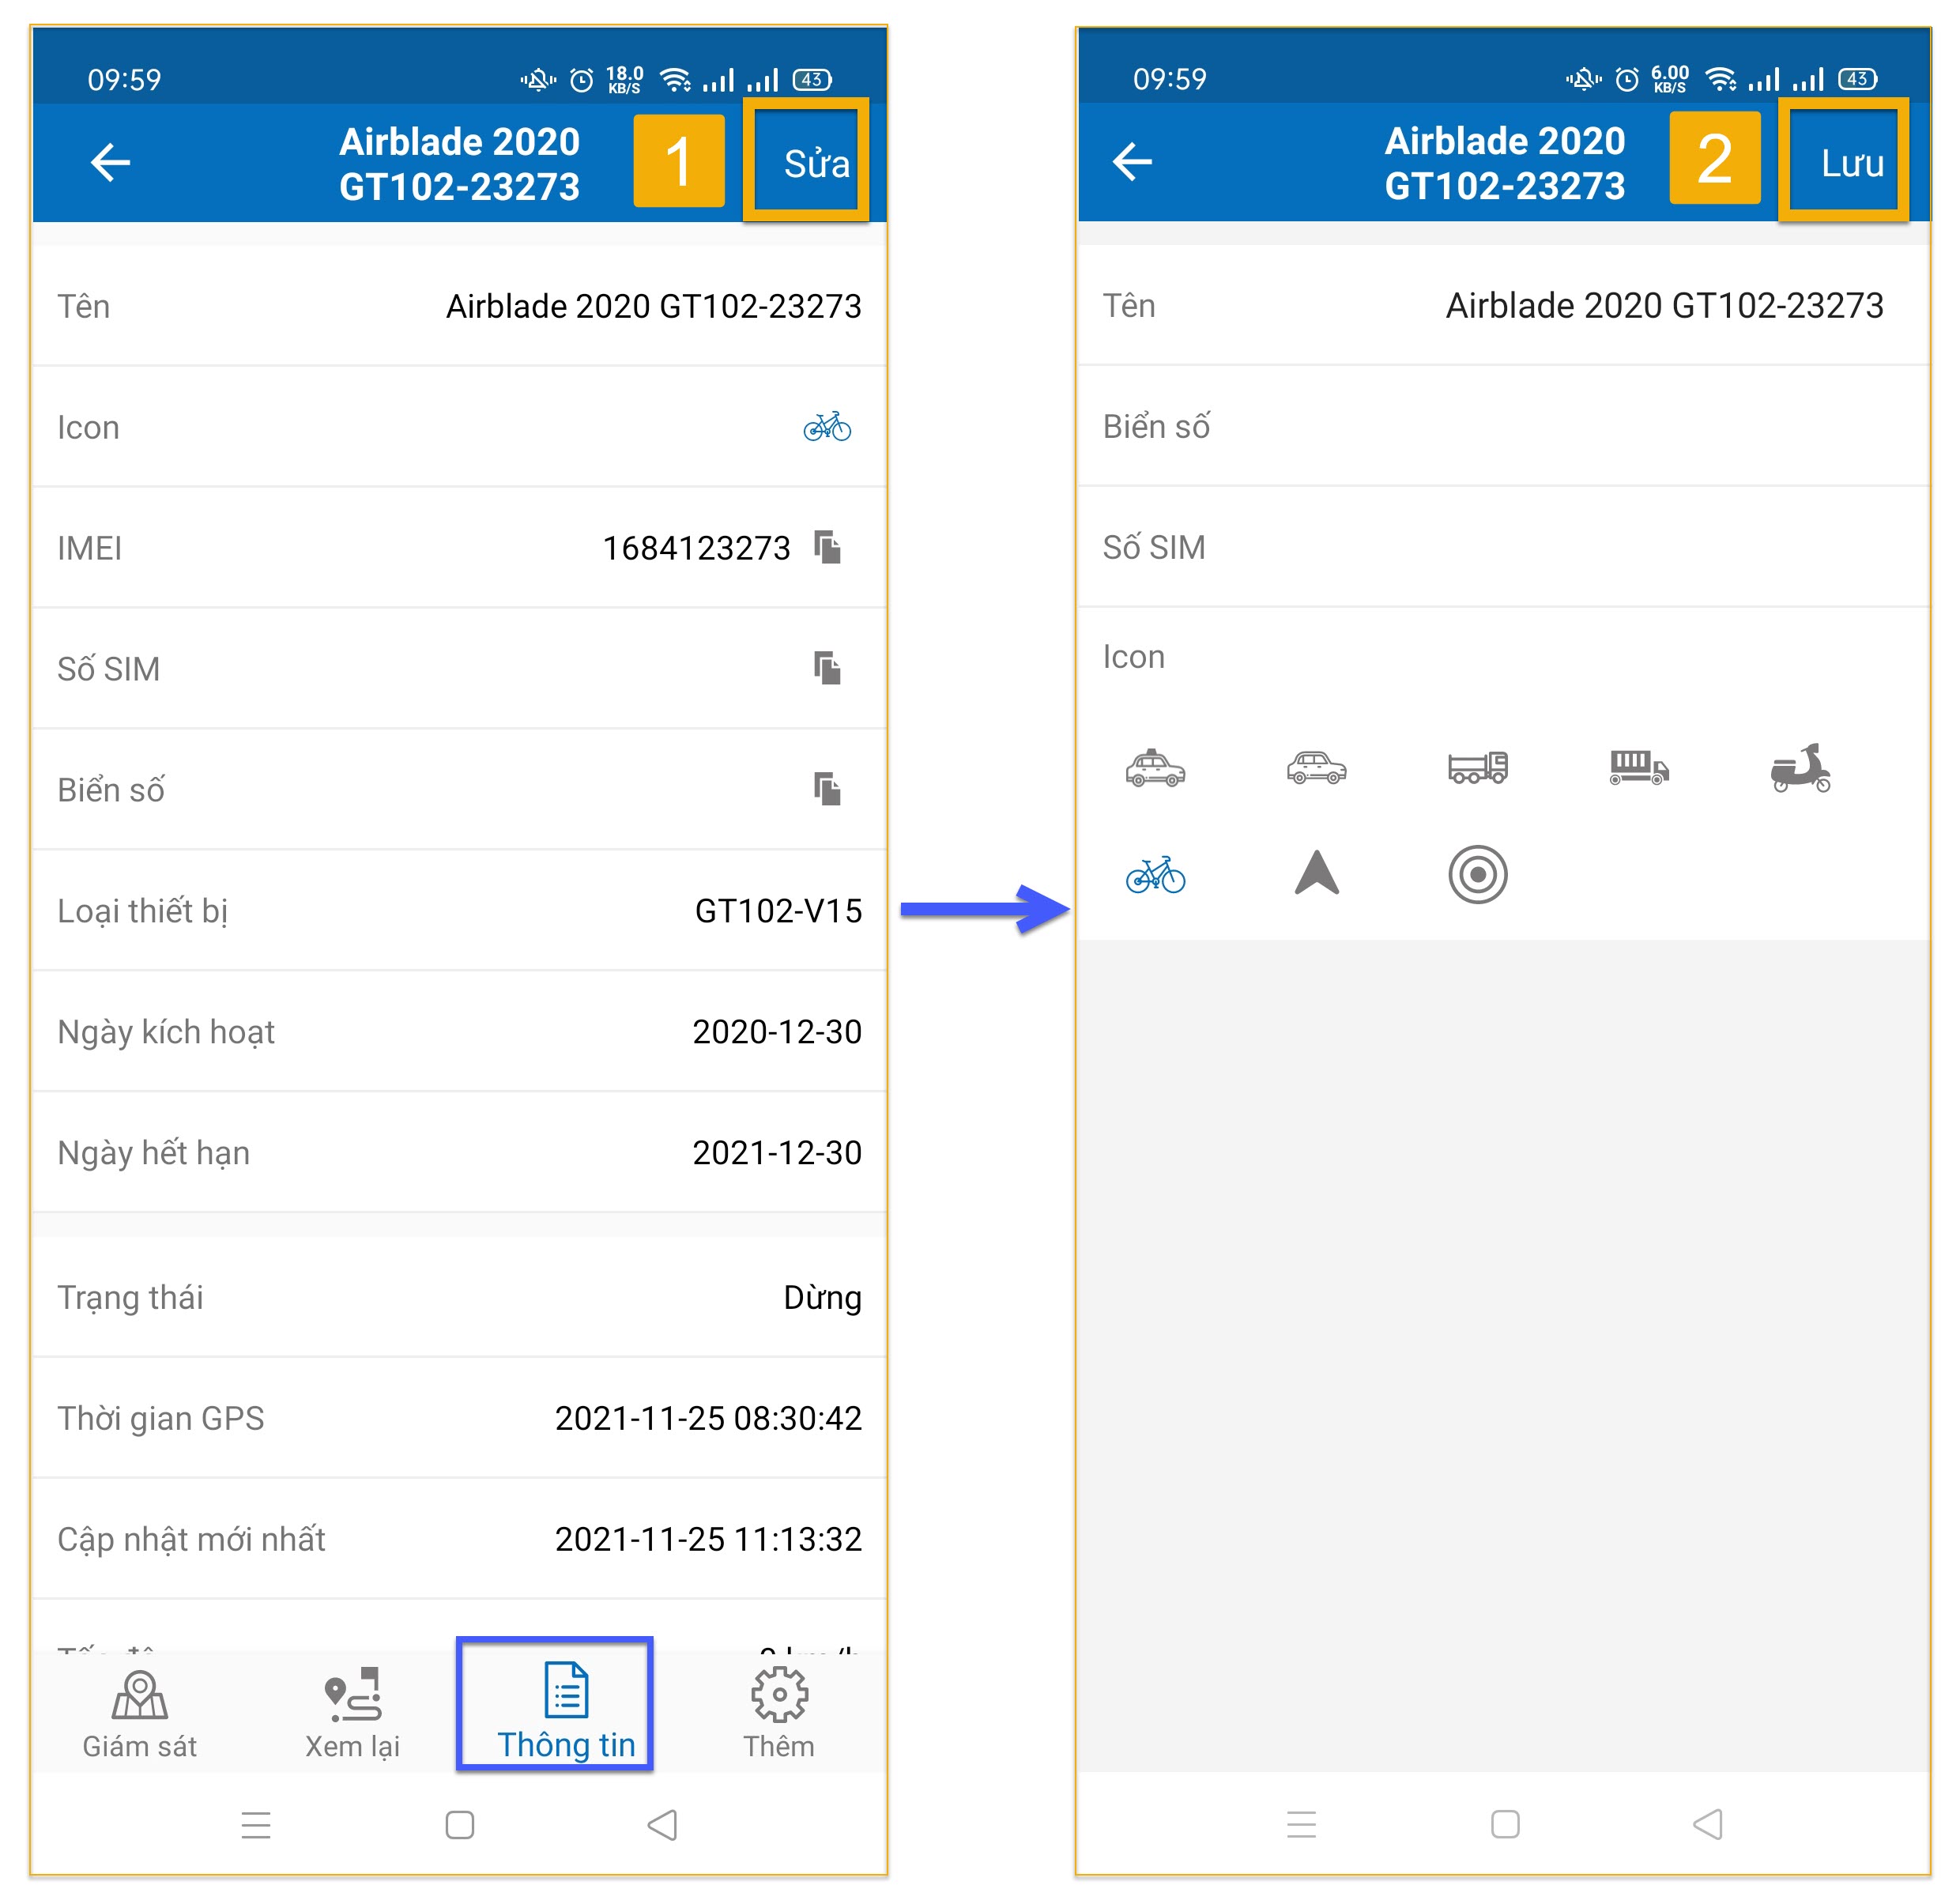 09:59
18.0
KB/S
43
Airblade 2020
GT102-23273
1
Sửa
Tên
Airblade 2020 GT102-23273
Icon
IMEI
1684123273
Số SIM
Biển số
Loại thiết bị
GT102-V15
Ngày kích hoạt
2020-12-30
Ngày hết hạn
2021-12-30
Trạng thái
Dừng
Thời gian GPS
2021-11-25 08:30:42
Cập nhật mới nhất
2021-11-25 11:13:32
Giám sát
Xem lại
Thông tin
Thêm
09:59
6.00
KB/S
43
Airblade 2020
GT102-23273
2
Lưu
Tên
Airblade 2020 GT102-23273
Biển số
Số SIM
Icon